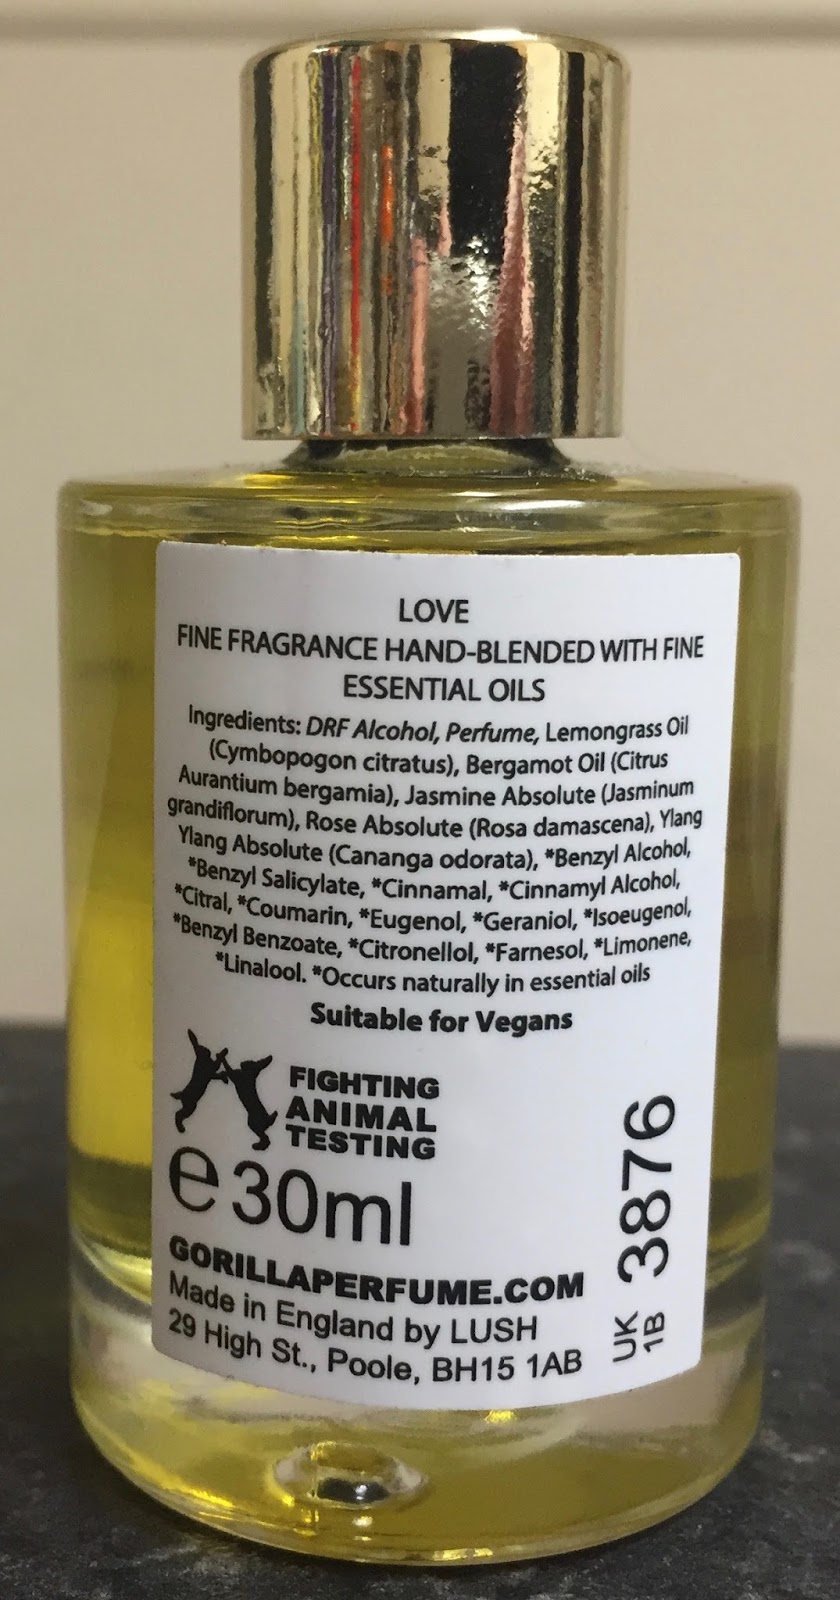 LOVE
FINE FRAGRANCE HAND-BLENDED WITH FINE
ESSENTIAL OILS
Ingredients: DRF Alcohol, Perfume, Lemongrass Oil
(Cymbopogon citratus), Bergamot Oil (Citrus
Aurantium bergamia), Jasmine Absolute (Jasminum
grandiflorum), Rose Absolute (Rosa damascena), Ylang
Ylang Absolute (Cananga odorata), *Benzyl Alcohol,
*Benzyl Salicylate, *Cinnamal, *Cinnamyl Alcohol,
*Citral, *Coumarin, *Eugenol, *Geraniol, *Isoeugenol,
*Benzyl Benzoate, *Citronellol, *Farnesol, *Limonene,
*Linalool. *Occurs naturally in essential oils
Suitable for Vegans
FIGHTING
ANIMAL
TESTING
e 30ml
GORILLAPERFUME.COM
Made in England by LUSH
29 High St., Poole, BH15 1AB
UK
1B
3876